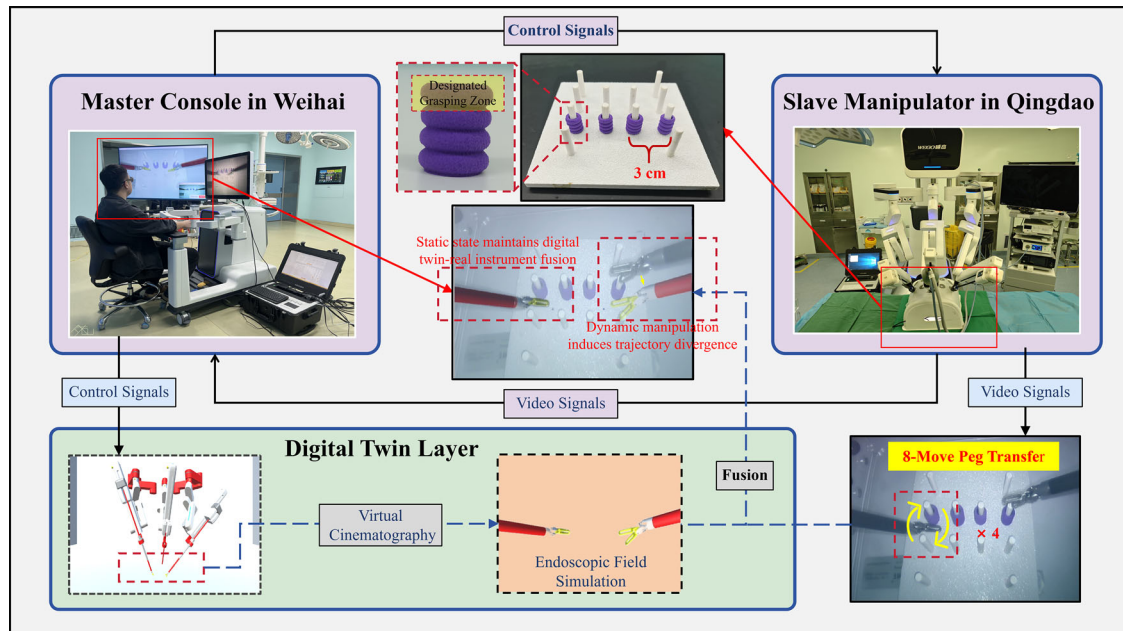 Control Signals
Master Console in Weihai
Designated
Grasping Zone
3 cm
Slave Manipulator in Qingdao
Static state maintains digital
twin-real instrument fusion
Dynamic manipulation
induces trajectory divergence
Control Signals
Video Signals
Video Signals
Digital Twin Layer
Virtual
Cinematography
Endoscopic Field
Simulation
Fusion
8-Move Peg Transfer
× 4